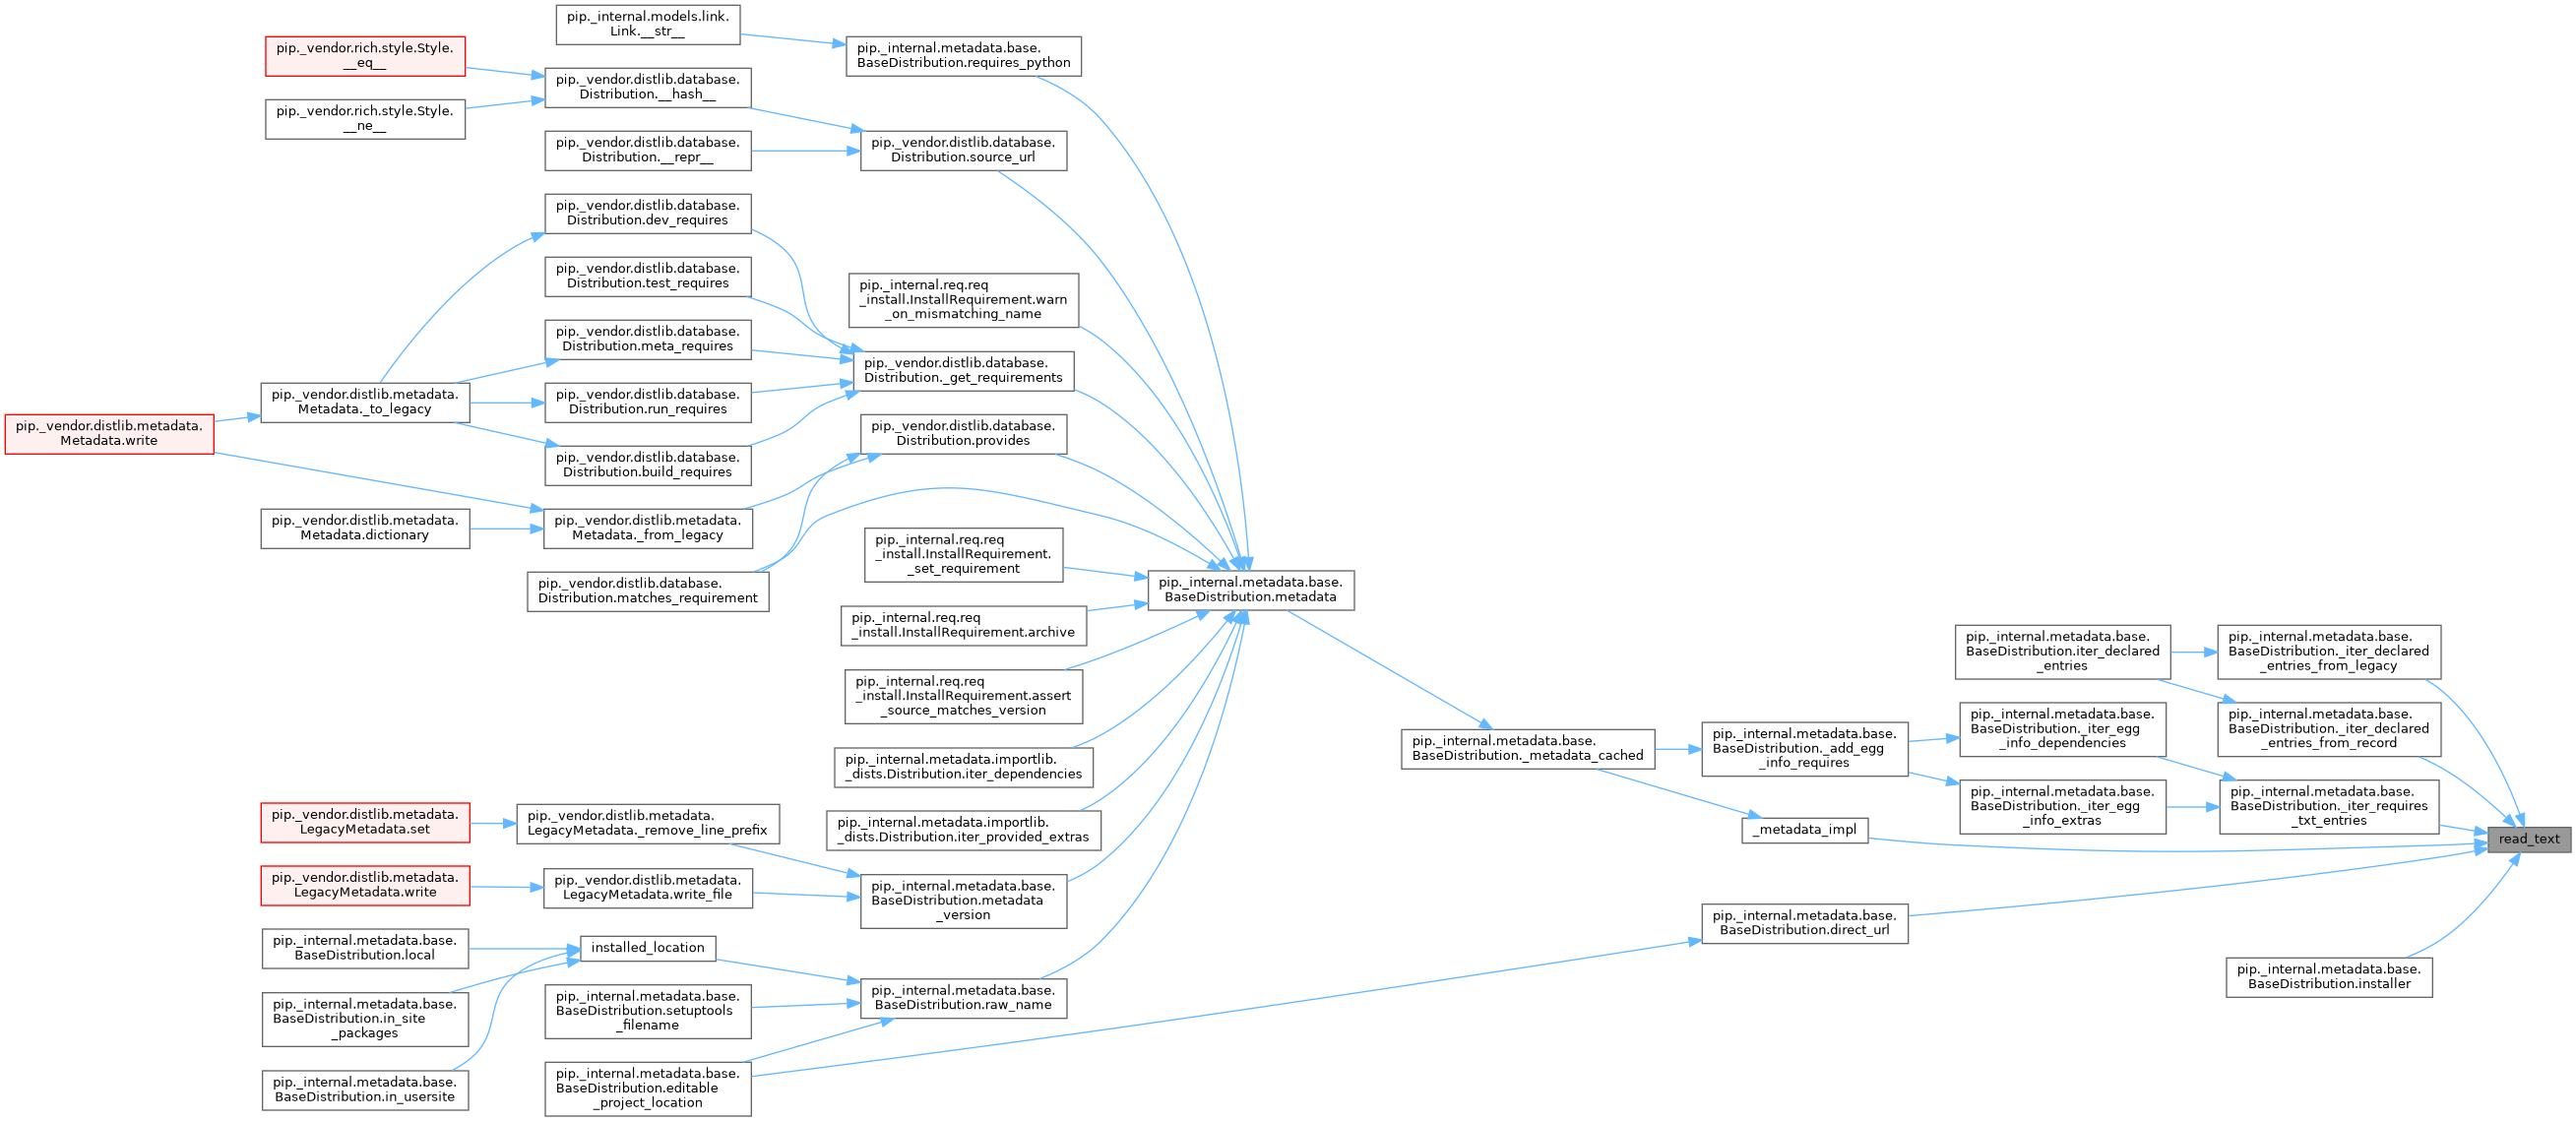 pip._internal.models.link.
Link.__str__
pip._vendor.rich.style.Style.
__eq__
pip._internal.metadata.base.
BaseDistribution.requires_python
pip._vendor.distlib.database.
Distribution.__hash__
pip._vendor.rich.style.Style.
__ne__
pip._vendor.distlib.database.
Distribution.__repr__
pip._vendor.distlib.database.
Distribution.source_url
pip._vendor.distlib.database.
Distribution.dev_requires
pip._vendor.distlib.database.
Distribution.test_requires
pip._internal.req.req
_install.InstallRequirement.warn
_on_mismatching_name
pip._vendor.distlib.database.
Distribution.meta_requires
pip._vendor.distlib.database.
Distribution._get_requirements
pip._vendor.distlib.metadata.
Metadata._to_legacy
pip._vendor.distlib.database.
Distribution.run_requires
pip._vendor.distlib.metadata.
Metadata.write
pip._vendor.distlib.database.
Distribution.provides
pip._vendor.distlib.database.
Distribution.build_requires
pip._vendor.distlib.metadata.
Metadata.dictionary
pip._vendor.distlib.metadata.
Metadata._from_legacy
pip._internal.req.req
_install.InstallRequirement.
_set_requirement
pip._vendor.distlib.database.
Distribution.matches_requirement
pip._internal.metadata.base.
BaseDistribution.metadata
pip._internal.req.req
_install.InstallRequirement.archive
pip._internal.req.req
_install.InstallRequirement.assert
_source_matches_version
pip._internal.metadata.base.
BaseDistribution.iter_declared
_entries
pip._internal.metadata.base.
BaseDistribution._iter_declared
_entries_from_legacy
pip._internal.metadata.base.
BaseDistribution._iter_egg
_info_dependencies
pip._internal.metadata.base.
BaseDistribution._iter_declared
_entries_from_record
pip._internal.metadata.base.
BaseDistribution._metadata_cached
pip._internal.metadata.base.
BaseDistribution._add_egg
_info_requires
pip._internal.metadata.importlib.
_dists.Distribution.iter_dependencies
pip._internal.metadata.base.
BaseDistribution._iter_egg
_info_extras
pip._internal.metadata.base.
BaseDistribution._iter_requires
_txt_entries
pip._vendor.distlib.metadata.
LegacyMetadata.set
pip._vendor.distlib.metadata.
LegacyMetadata._remove_line_prefix
pip._internal.metadata.importlib.
_dists.Distribution.iter_provided_extras
_metadata_impl
read_text
pip._vendor.distlib.metadata.
LegacyMetadata.write
pip._vendor.distlib.metadata.
LegacyMetadata.write_file
pip._internal.metadata.base.
BaseDistribution.metadata
_version
pip._internal.metadata.base.
BaseDistribution.direct_url
pip._internal.metadata.base.
BaseDistribution.local
installed_location
pip._internal.metadata.base.
BaseDistribution.installer
pip._internal.metadata.base.
BaseDistribution.in_site
_packages
pip._internal.metadata.base.
BaseDistribution.setuptools
_filename
pip._internal.metadata.base.
BaseDistribution.raw_name
pip._internal.metadata.base.
BaseDistribution.in_usersite
pip._internal.metadata.base.
BaseDistribution.editable
_project_location